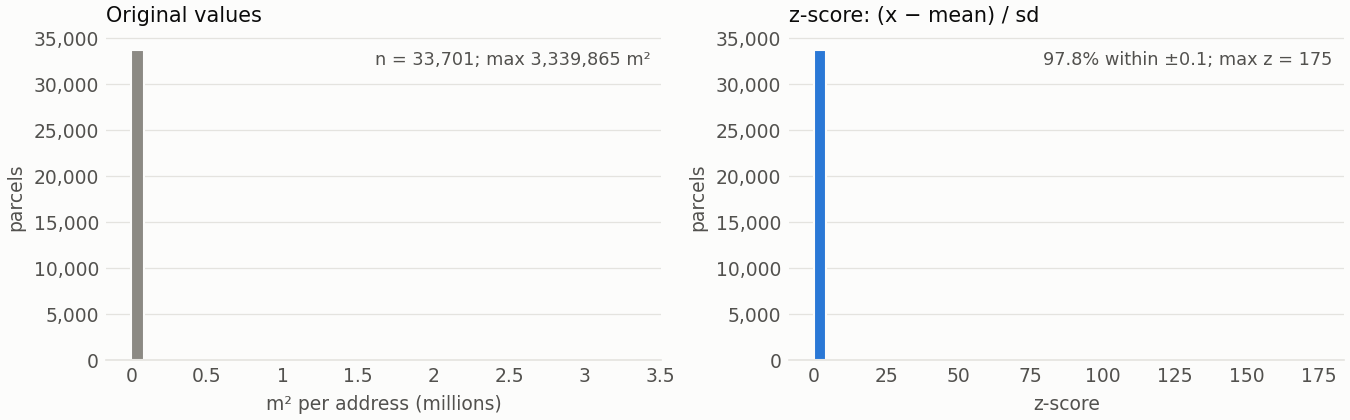 Original values
35,000
n = 33,701; max 3,339,865 m²
30,000
25,000
20,000
15,000
10,000
5,000
0
parcels
0 0.5 1 1.5 2 2.5 3 3.5
m² per address (millions)
z-score: (x − mean) / sd
35,000
97.8% within ±0.1; max z = 175
30,000
25,000
20,000
15,000
10,000
5,000
0
parcels
0 25 50 75 100 125 150 175
z-score